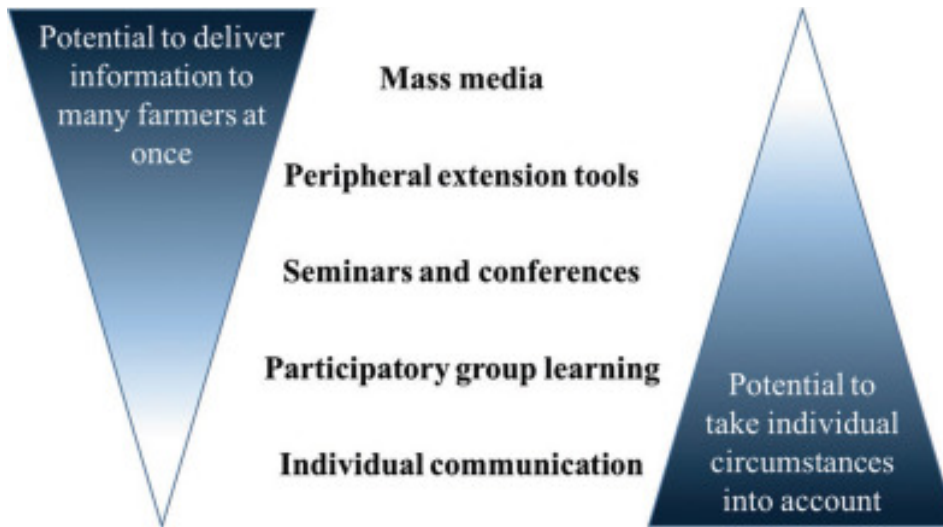 Potential to deliver
information to
many farmers at
once
Mass media
Peripheral extension tools
Seminars and conferences
Participatory group learning
Individual communication
Potential to
take individual
circumstances
into account